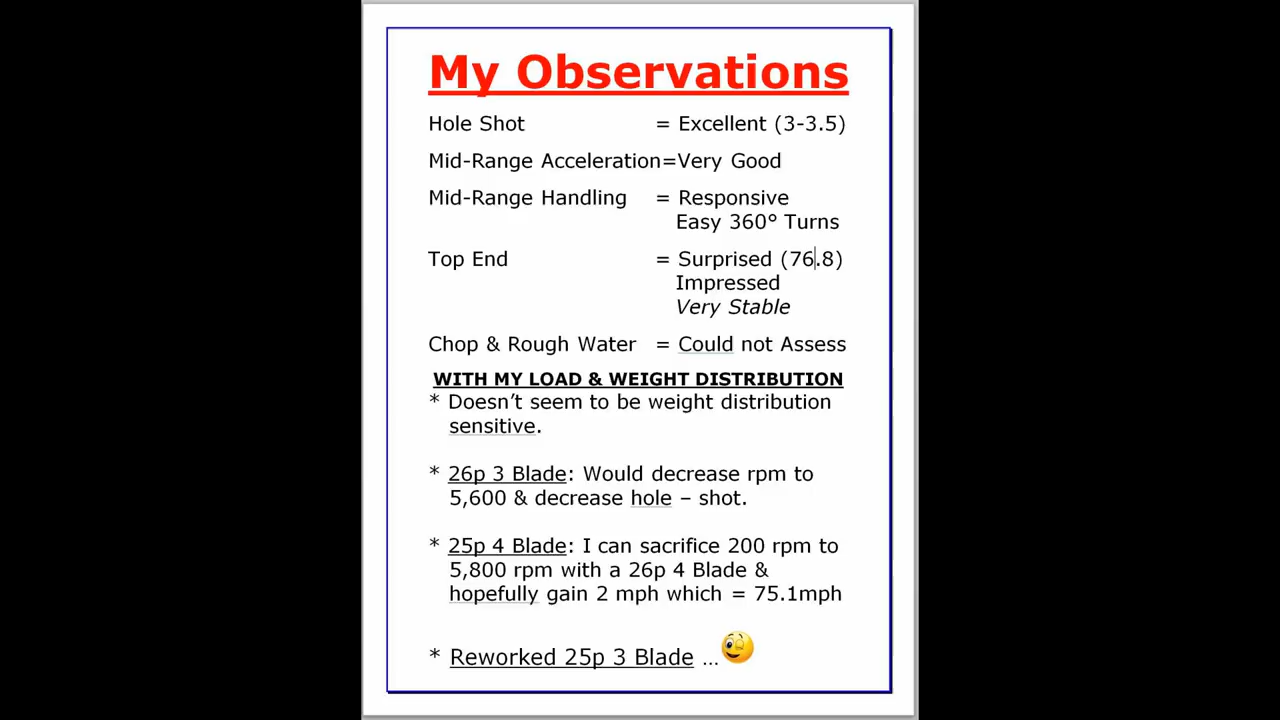 My Observations
Hole Shot = Excellent (3-3.5)
Mid-Range Acceleration=Very Good
Mid-Range Handling = Responsive
Easy 360° Turns
Top End = Surprised (76.8)
Impressed
Very Stable
Chop & Rough Water = Could not Assess
WITH MY LOAD & WEIGHT DISTRIBUTION
* Doesn’t seem to be weight distribution
sensitive.
* 26p 3 Blade: Would decrease rpm to
5,600 & decrease hole – shot.
* 25p 4 Blade: I can sacrifice 200 rpm to
5,800 rpm with a 26p 4 Blade &
hopefully gain 2 mph which = 75.1mph
* Reworked 25p 3 Blade …